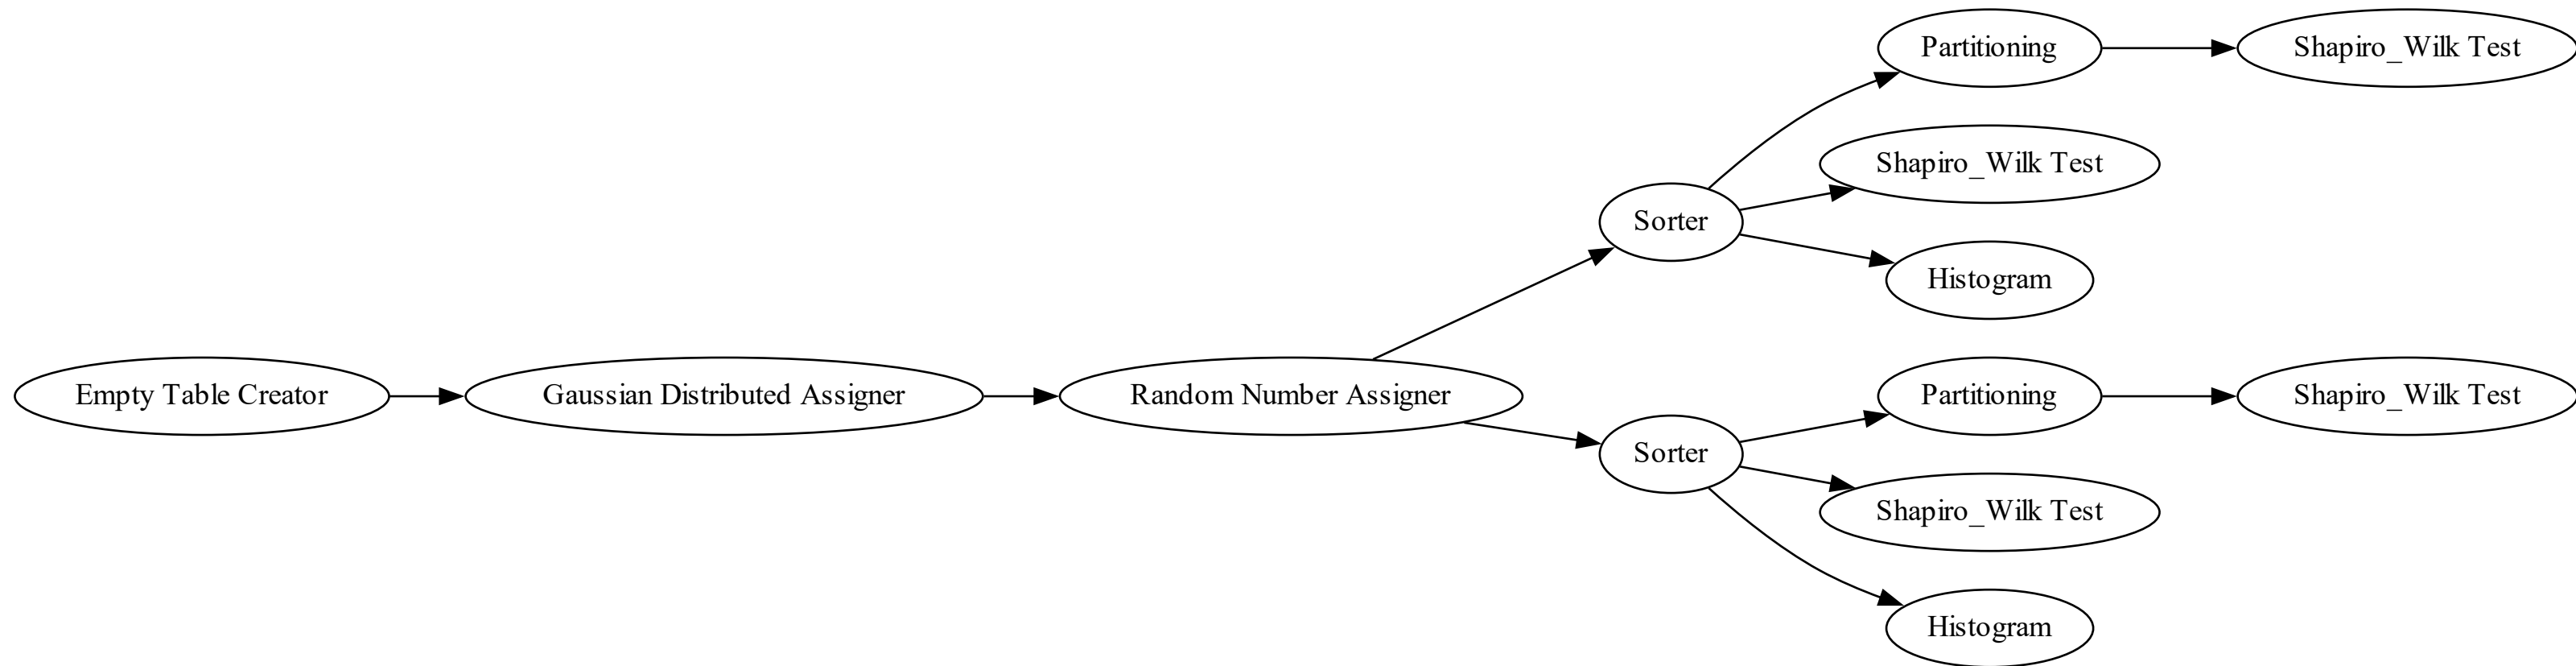 Partitioning
Shapiro_Wilk Test
Shapiro_Wilk Test
Sorter
Histogram
Empty Table Creator
Gaussian Distributed Assigner
Random Number Assigner
Partitioning
Shapiro_Wilk Test
Sorter
Shapiro_Wilk Test
Histogram